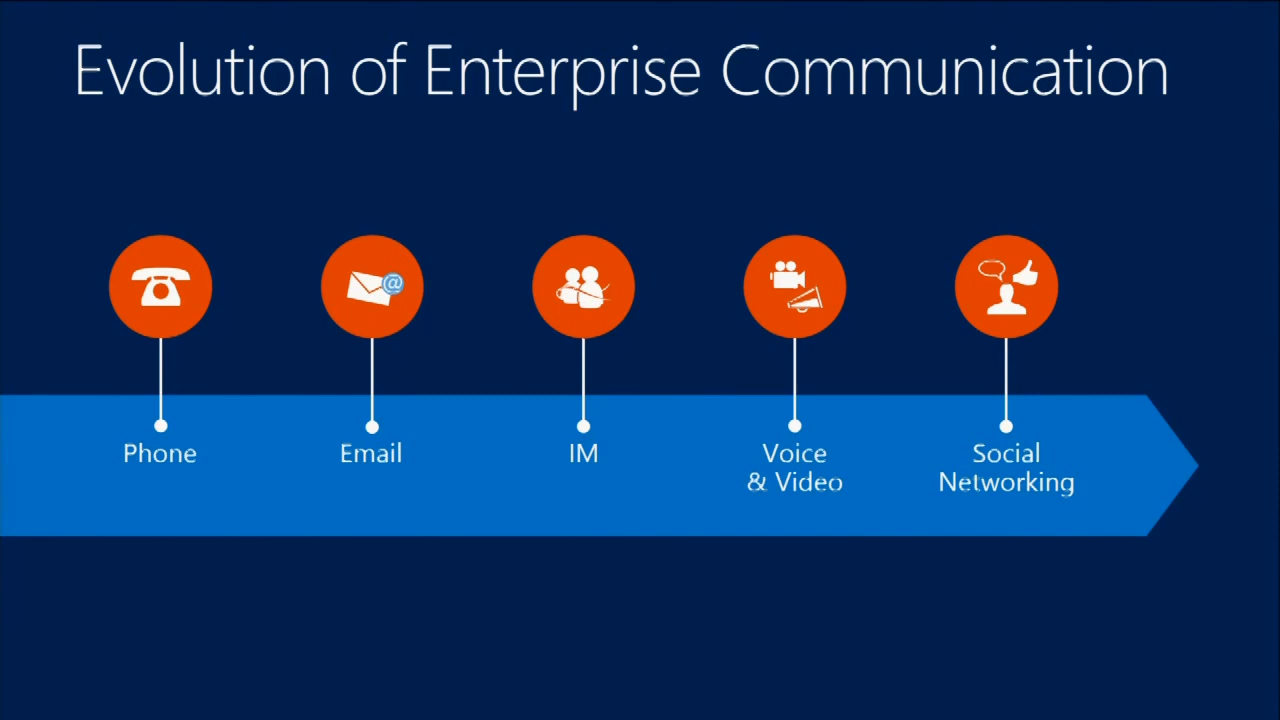 Evolution of Enterprise Communication
@
Phone
Email
IM
Voice
& Video
Social
Networking